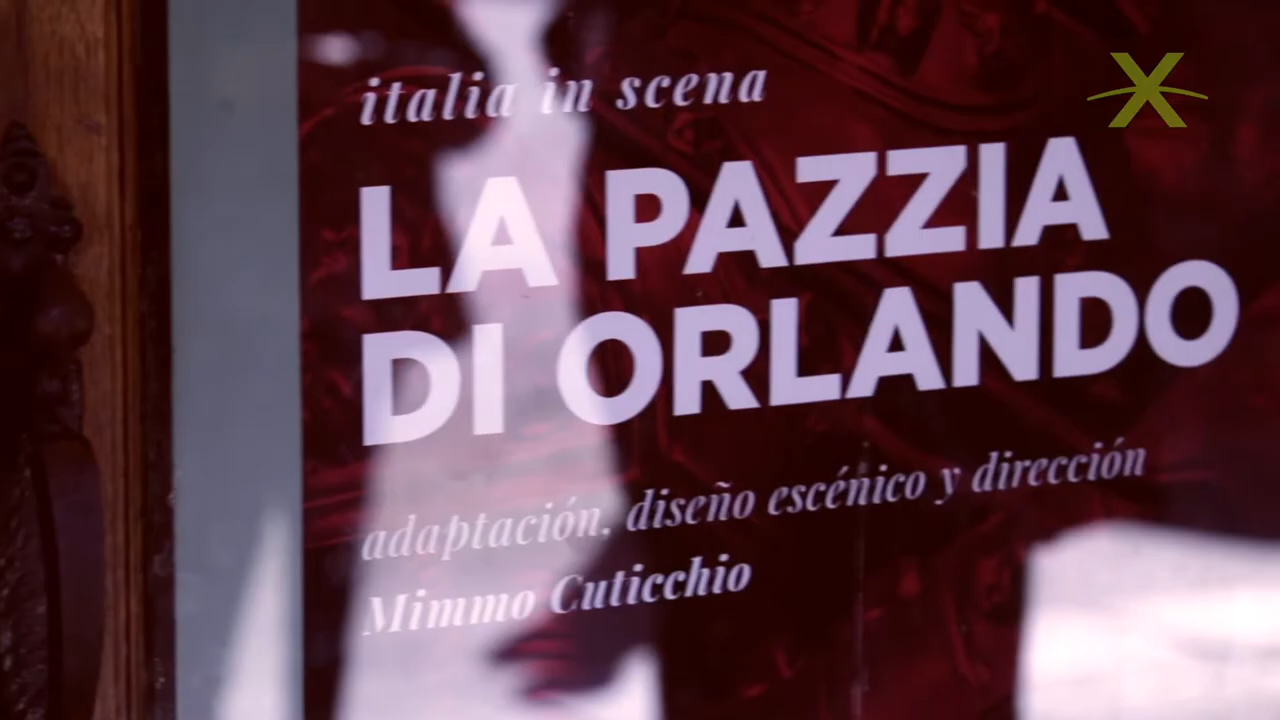 italia in scena
LA PAZZIA
DI ORLANDO
adaptación, diseño escénico y dirección
Mimmo Cuticchio